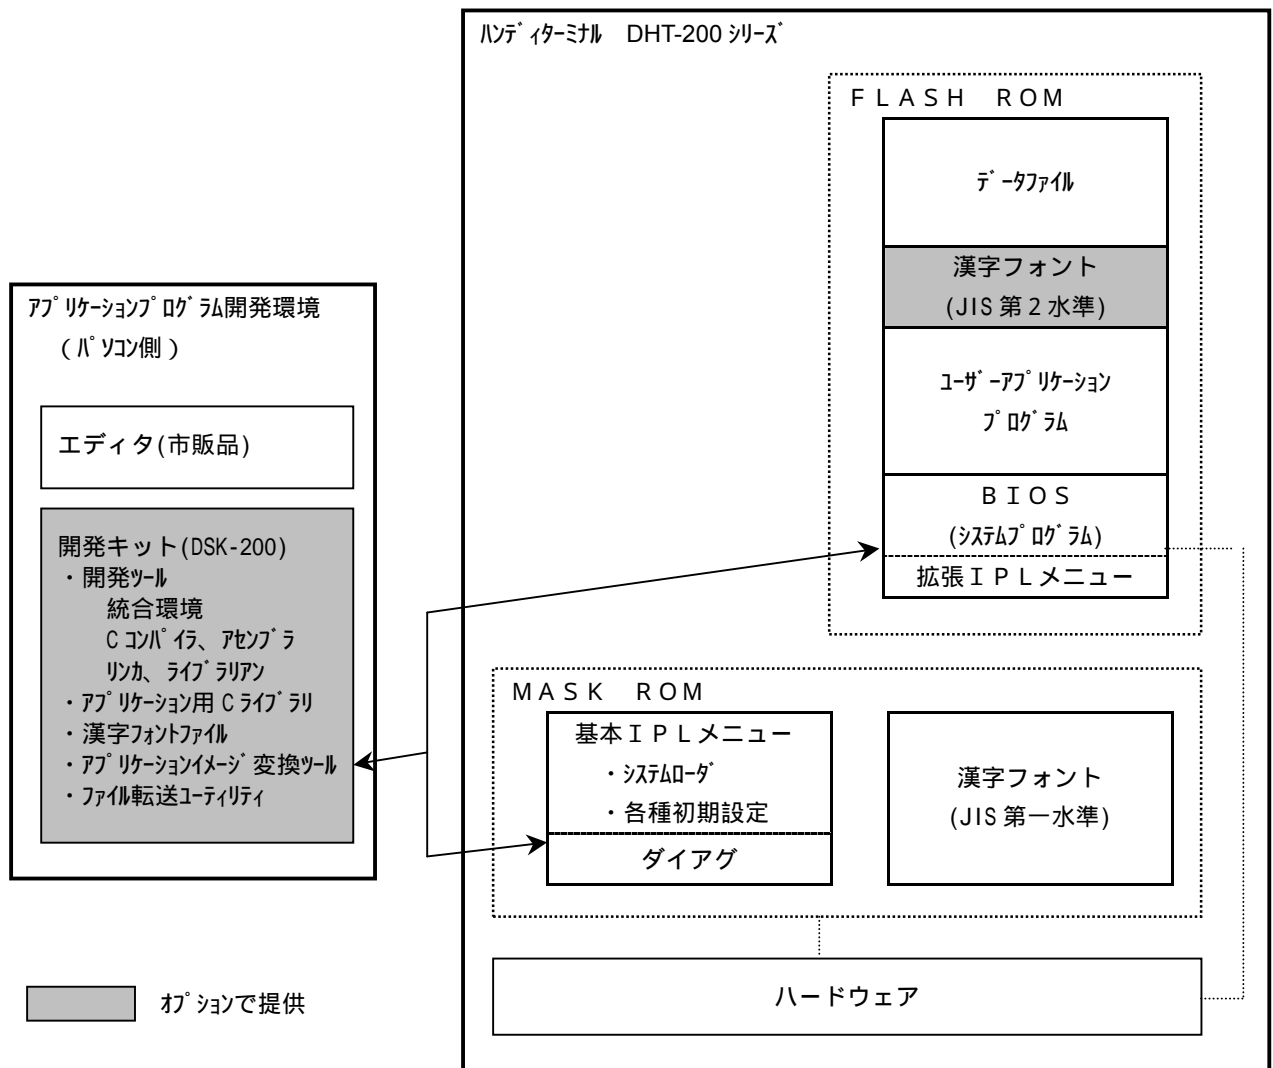 ﾊﾝﾃﾞｨﾀｰﾐﾅﾙ　DHT-200 ｼﾘｰｽﾞ
ＦＬＡＳＨ　ＲＯＭ
ﾃﾞｰﾀﾌｧｲﾙ
漢字フォント
(JIS 第２水準)
ﾕｰｻﾞｰｱﾌﾟﾘｹｰｼｮﾝ
ﾌﾟﾛｸﾞﾗﾑ
ＢＩＯＳ
(ｼｽﾃﾑﾌﾟﾛｸﾞﾗﾑ)
拡張ＩＰＬメニュー
ｱﾌﾟﾘｹｰｼｮﾝﾌﾟﾛｸﾞﾗﾑ開発環境
（ﾊﾟｿｺﾝ側）
エディタ(市販品)
開発キット(DSK-200)
・開発ﾂｰﾙ
統合環境
C ｺﾝﾊﾟｲﾗ、ｱｾﾝﾌﾞﾗ
ﾘﾝｶ、ﾗｲﾌﾞﾗﾘｱﾝ
・ｱﾌﾟﾘｹｰｼｮﾝ用 C ﾗｲﾌﾞﾗﾘ
・漢字ﾌｫﾝﾄﾌｧｲﾙ
・ｱﾌﾟﾘｹｰｼｮﾝｲﾒｰｼﾞ変換ﾂｰﾙ
・ﾌｧｲﾙ転送ﾕｰﾃｨﾘﾃｨ
ＭＡＳＫ　ＲＯＭ
基本ＩＰＬメニュー
・ｼｽﾃﾑﾛｰﾀﾞ
・各種初期設定
ダイアグ
漢字フォント
(JIS 第一水準)
ハードウェア
ｵﾌﾟｼｮﾝで提供